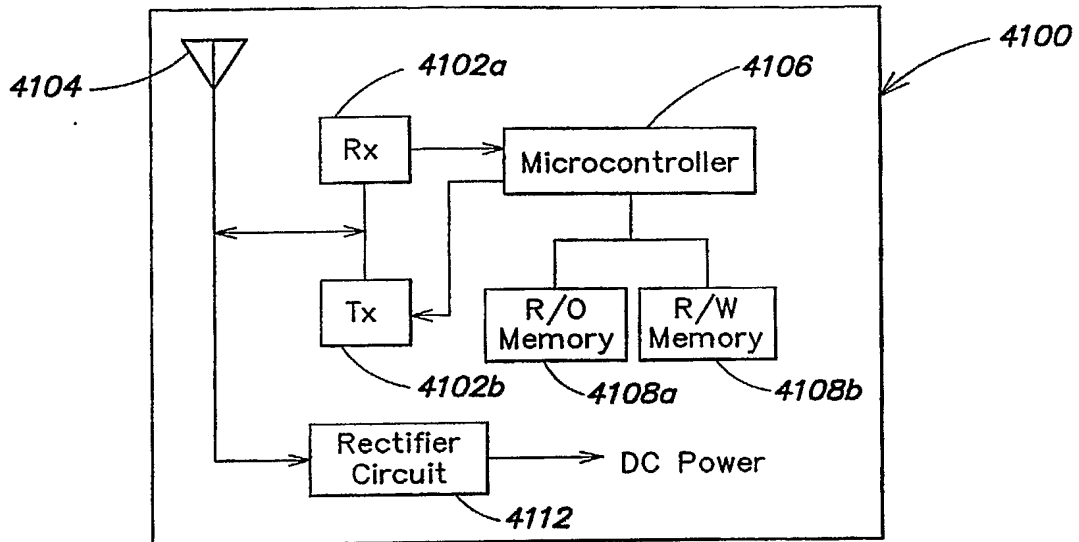 4100
4104
4102a
4106
Rx
Microcontroller
Tx
R/O
Memory
R/W
Memory
4102b
4108a
4108b
Rectifier
Circuit
DC Power
4112